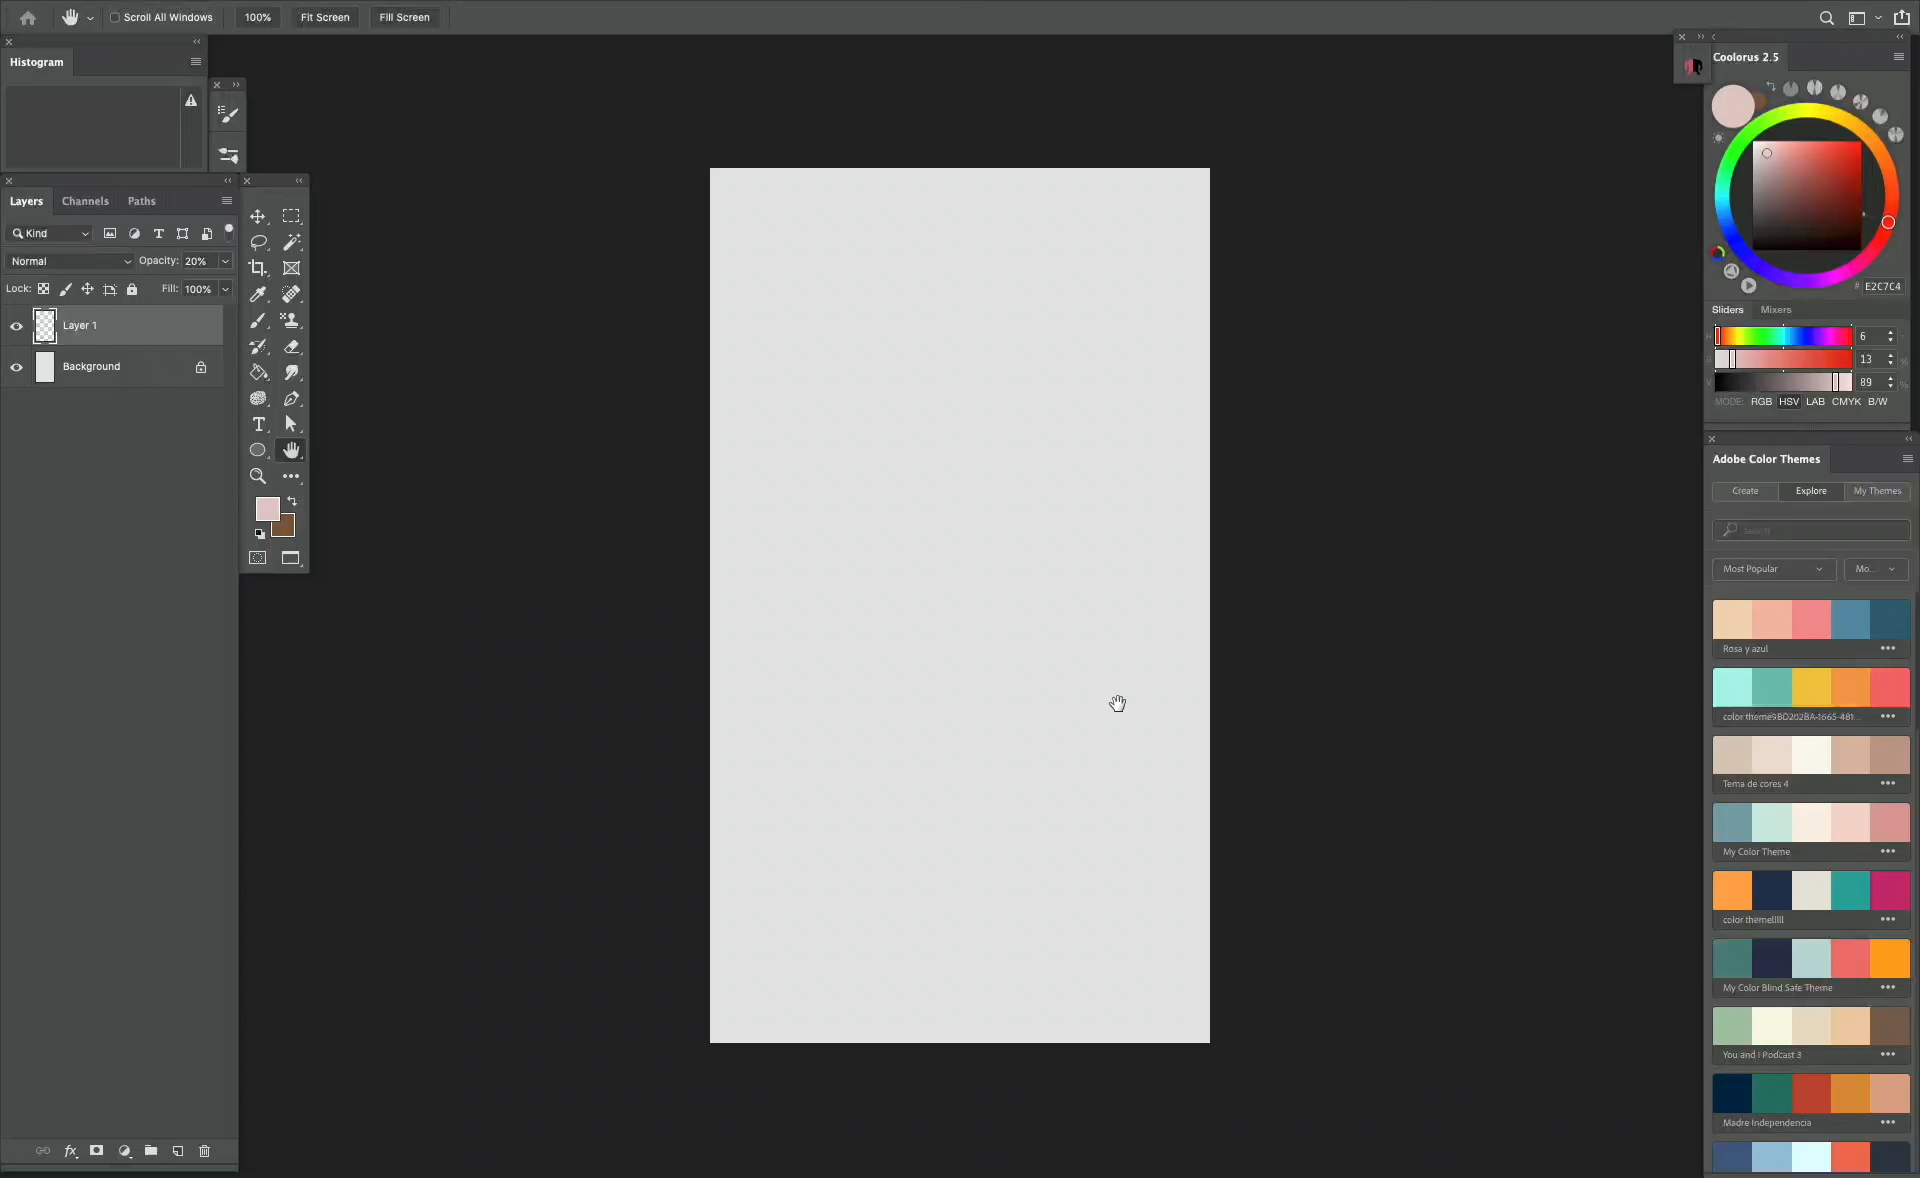 Scroll All Windows 100% Fit Screen Fill Screen
Histogram
Layers Channels Paths
Kind
Normal Opacity: 20%
Lock: Fill: 100%
Layer 1
Background
Coolorus 2.5
# E2C7C4
Sliders Mixers
H 6
S 13 %
V 89 %
MODE: RGB HSV LAB CMYK B/W
Adobe Color Themes
Create Explore My Themes
Search
Most Popular Mo...
Rosa y azul
color theme9BD202BA-1665-481...
Tema de cores 4
My Color Theme
color themelllll
My Color Blind Safe Theme
You and I Podcast 3
Madre Independencia